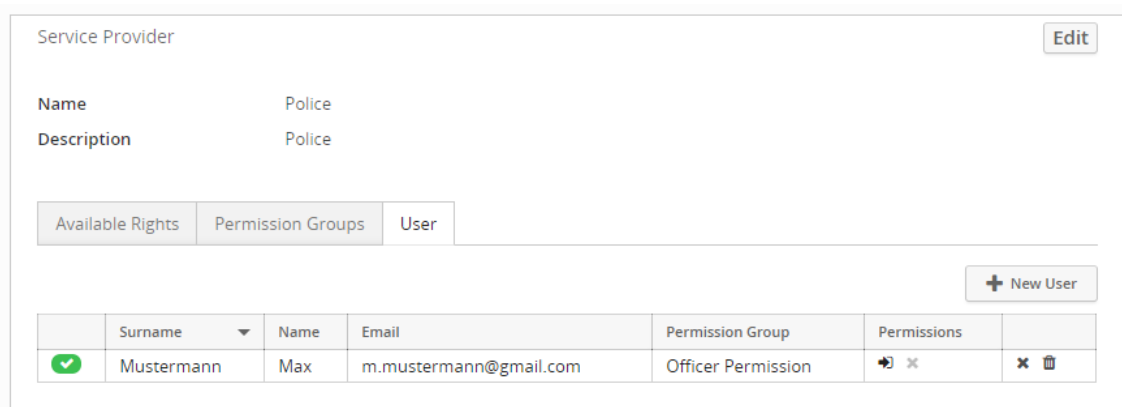 Service Provider Edit
Name Police
Description Police
Available Rights Permission Groups User
New User
Surname Name Email Permission Group Permissions
Mustermann Max m.mustermann@gmail.com Officer Permission